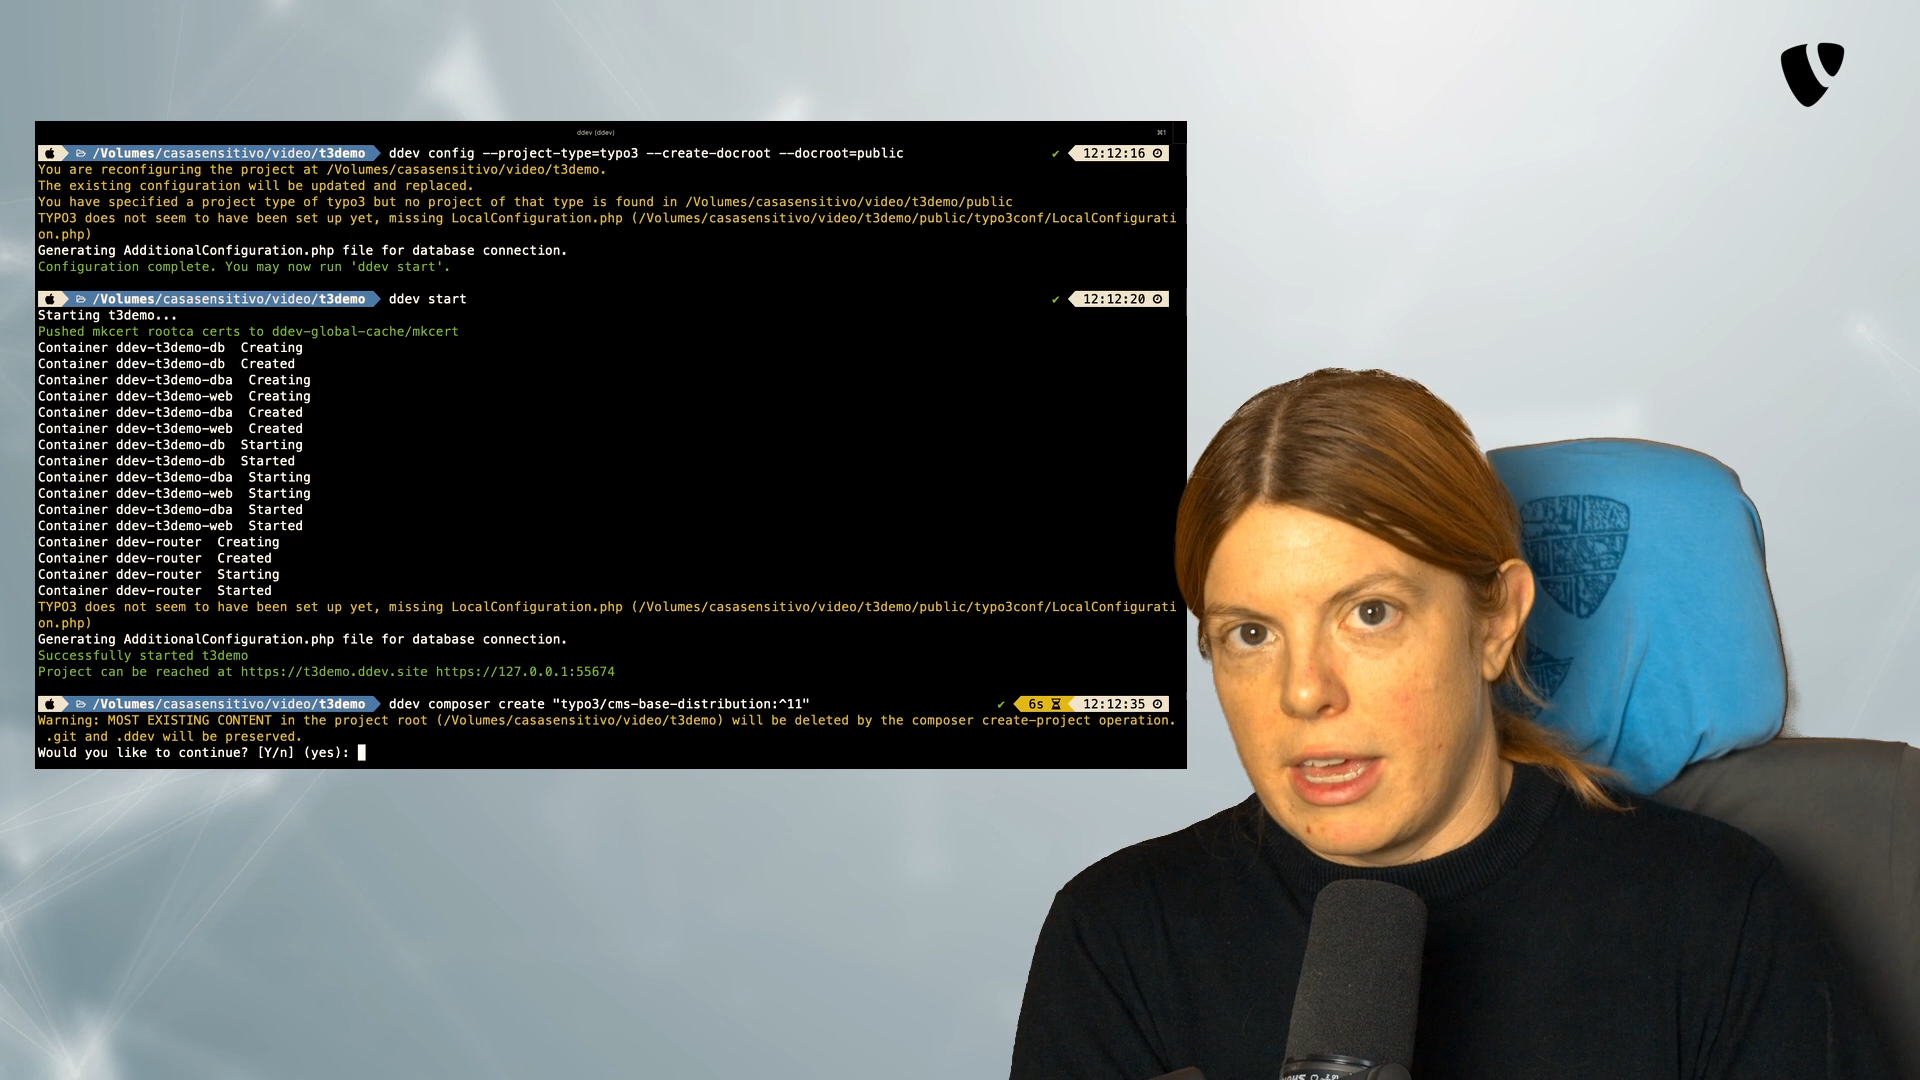 ddev (ddev) ⌘1
/Volumes/casasensitivo/video/t3demo ddev config --project-type=typo3 --create-docroot --docroot=public ✔ 12:12:16
You are reconfiguring the project at /Volumes/casasensitivo/video/t3demo.
The existing configuration will be updated and replaced.
You have specified a project type of typo3 but no project of that type is found in /Volumes/casasensitivo/video/t3demo/public
TYPO3 does not seem to have been set up yet, missing LocalConfiguration.php (/Volumes/casasensitivo/video/t3demo/public/typo3conf/LocalConfigurati
on.php)
Generating AdditionalConfiguration.php file for database connection.
Configuration complete. You may now run 'ddev start'.
/Volumes/casasensitivo/video/t3demo ddev start ✔ 12:12:20
Starting t3demo...
Pushed mkcert rootca certs to ddev-global-cache/mkcert
Container ddev-t3demo-db  Creating
Container ddev-t3demo-db  Created
Container ddev-t3demo-dba  Creating
Container ddev-t3demo-web  Creating
Container ddev-t3demo-dba  Created
Container ddev-t3demo-web  Created
Container ddev-t3demo-db  Starting
Container ddev-t3demo-db  Started
Container ddev-t3demo-dba  Starting
Container ddev-t3demo-web  Starting
Container ddev-t3demo-dba  Started
Container ddev-t3demo-web  Started
Container ddev-router  Creating
Container ddev-router  Created
Container ddev-router  Starting
Container ddev-router  Started
TYPO3 does not seem to have been set up yet, missing LocalConfiguration.php (/Volumes/casasensitivo/video/t3demo/public/typo3conf/LocalConfigurati
on.php)
Generating AdditionalConfiguration.php file for database connection.
Successfully started t3demo
Project can be reached at https://t3demo.ddev.site https://127.0.0.1:55674
/Volumes/casasensitivo/video/t3demo ddev composer create "typo3/cms-base-distribution:^11" ✔ 6s 12:12:35
Warning: MOST EXISTING CONTENT in the project root (/Volumes/casasensitivo/video/t3demo) will be deleted by the composer create-project operation.
.git and .ddev will be preserved.
Would you like to continue? [Y/n] (yes):